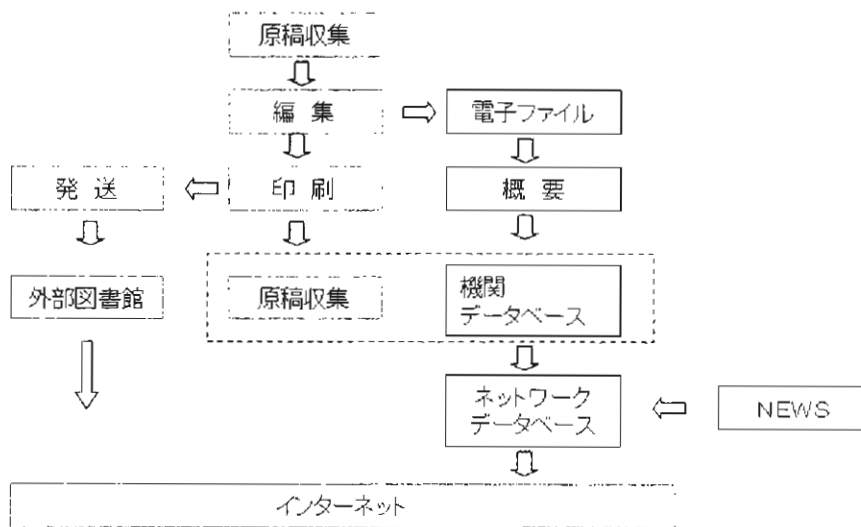 原稿収集
編 集
電子ファイル
発 送
印 刷
概 要
外部図書館
原稿収集
機関
データベース
ネットワーク
データベース
NEWS
インターネット